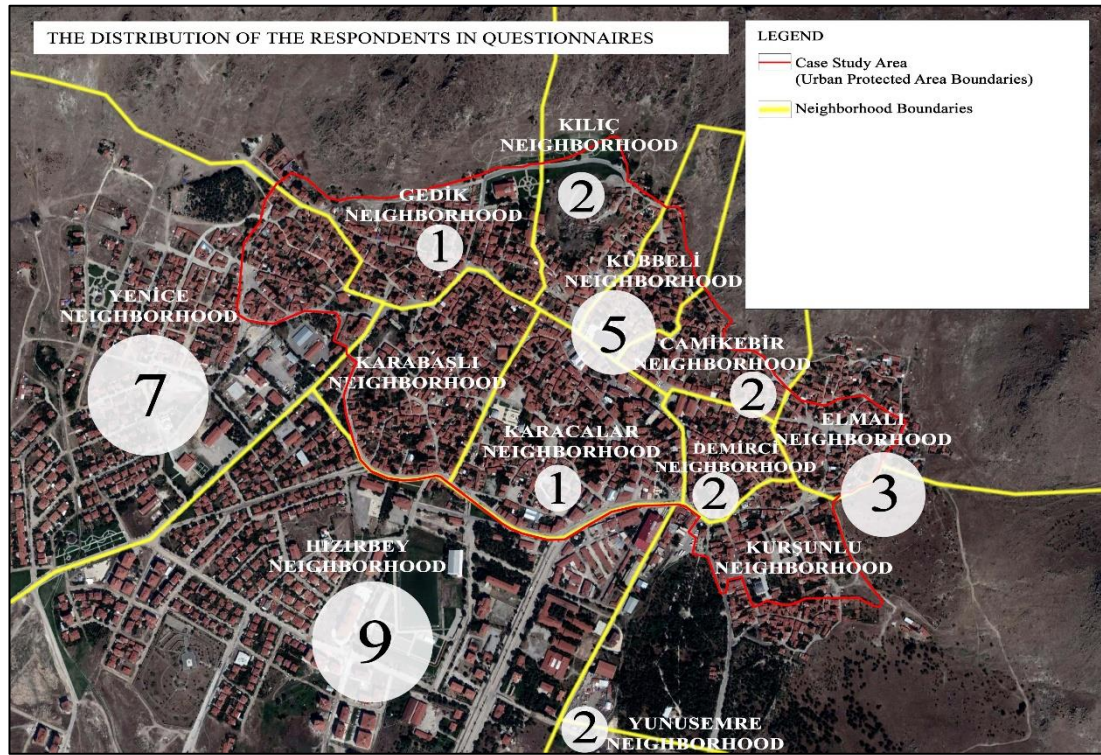 THE DISTRIBUTION OF THE RESPONDENTS IN QUESTIONNAIRES
LEGEND
Case Study Area
(Urban Protected Area Boundaries)
Neighborhood Boundaries
KILIÇ
NEIGHBORHOOD
2
GEDİK
NEIGHBORHOOD
1
KÜBBELİ
NEIGHBORHOOD
5
YENİCE
NEIGHBORHOOD
7
KARABAŞLI
NEIGHBORHOOD
CAMİKEBİR
NEIGHBORHOOD
2
ELMALI
NEIGHBORHOOD
3
KARACALAR
NEIGHBORHOOD
1
DEMİRCİ
NEIGHBORHOOD
2
HIZIRBEY
NEIGHBORHOOD
9
KURŞUNLU
NEIGHBORHOOD
YUNUSEMRE
NEIGHBORHOOD
2